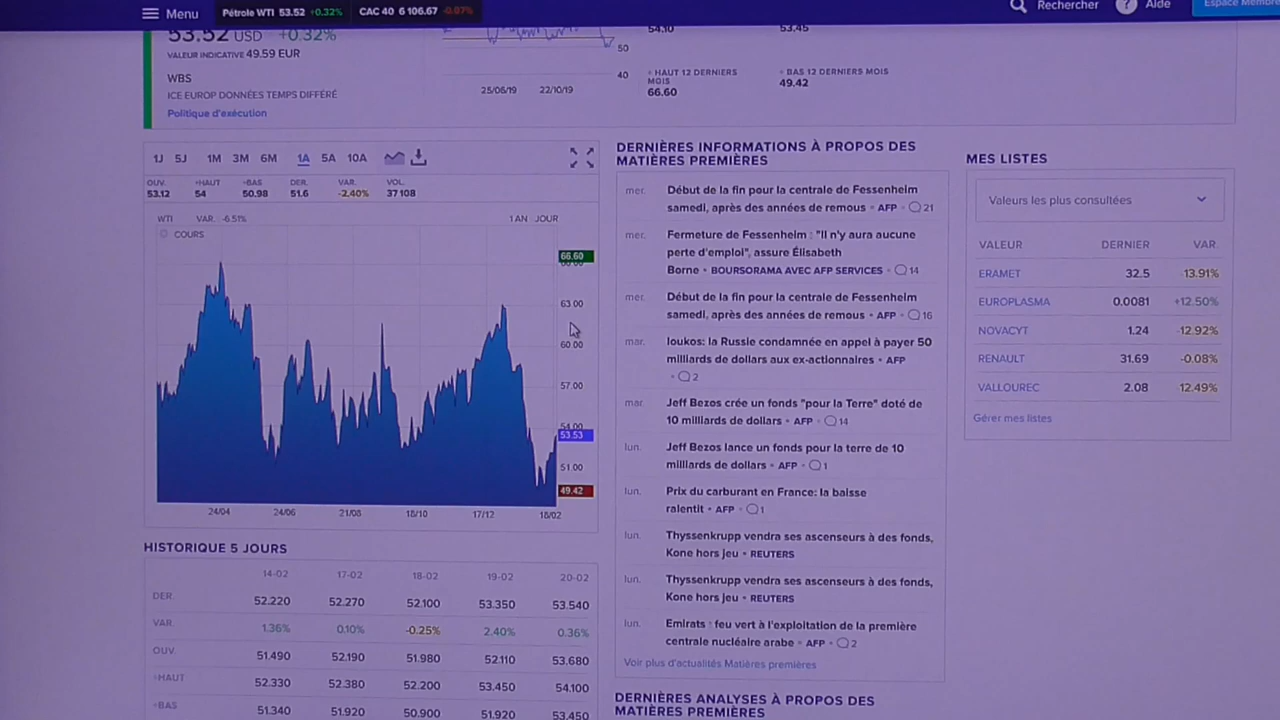 Menu
Pétrole WTI 53.52 +0.32% CAC 40 6 106.67 -0.97%
Rechercher
? Aide
Espace Membre
53.52 USD +0.32%
VALEUR INDICATIVE 49.59 EUR
WBS
ICE EUROP DONNÉES TEMPS DIFFÉRÉ
Politique d'exécution
50
40
25/06/19 22/10/19
54.10
53.45
+ HAUT 12 DERNIERS
MOIS
66.60
+ BAS 12 DERNIERS MOIS
49.42
1J 5J 1M 3M 6M 1A 5A 10A
OUV. +HAUT +BAS DER. VAR. VOL.
53.12 54 50.98 51.6 -2.40% 37 108
WTI VAR. -6.51% 1 AN JOUR
COURS
66.60
63.00
60.00
57.00
54.00
53.53
51.00
49.42
24/04 24/06 21/08 18/10 17/12 18/02
HISTORIQUE 5 JOURS
14-02 17-02 18-02 19-02 20-02
DER. 52.220 52.270 52.100 53.350 53.540
VAR. 1.36% 0.10% -0.25% 2.40% 0.36%
OUV. 51.490 52.190 51.980 52.110 53.680
+HAUT 52.330 52.380 52.200 53.450 54.100
+BAS 51.340 51.920 50.900 51.920 53.450
DERNIÈRES INFORMATIONS À PROPOS DES
MATIÈRES PREMIÈRES
mer. Début de la fin pour la centrale de Fessenheim
samedi, après des années de remous • AFP • 21
mer. Fermeture de Fessenheim : "Il n'y aura aucune
perte d'emploi", assure Élisabeth
Borne • BOURSORAMA AVEC AFP SERVICES • 14
mer. Début de la fin pour la centrale de Fessenheim
samedi, après des années de remous • AFP • 16
mar. Ioukos: la Russie condamnée en appel à payer 50
milliards de dollars aux ex-actionnaires • AFP
• 2
mar. Jeff Bezos crée un fonds "pour la Terre" doté de
10 milliards de dollars • AFP • 14
lun. Jeff Bezos lance un fonds pour la terre de 10
milliards de dollars • AFP • 1
lun. Prix du carburant en France: la baisse
ralentit • AFP • 1
lun. Thyssenkrupp vendra ses ascenseurs à des fonds,
Kone hors jeu • REUTERS
lun. Thyssenkrupp vendra ses ascenseurs à des fonds,
Kone hors jeu • REUTERS
lun. Emirats : feu vert à l'exploitation de la première
centrale nucléaire arabe • AFP • 2
Voir plus d'actualités Matières premières
DERNIÈRES ANALYSES À PROPOS DES
MATIÈRES PREMIÈRES
MES LISTES
Valeurs les plus consultées
VALEUR DERNIER VAR.
ERAMET 32.5 -13.91%
EUROPLASMA 0.0081 +12.50%
NOVACYT 1.24 -12.92%
RENAULT 31.69 -0.08%
VALLOUREC 2.08 12.49%
Gérer mes listes